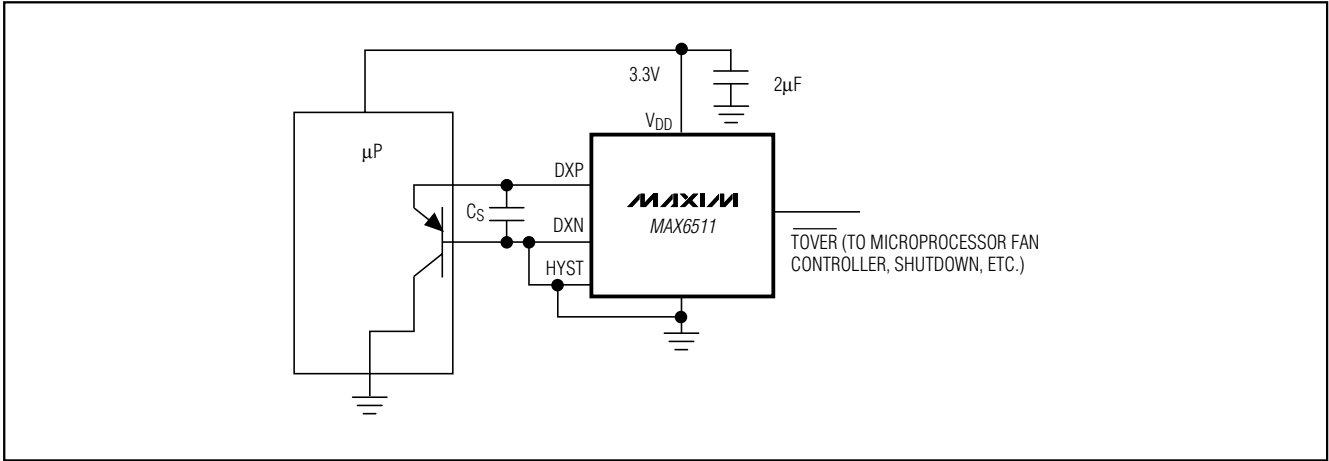 3.3V
2μF
VDD
μP
DXP
CS
MAXIM
MAX6511
DXN
HYST
TOVER (TO MICROPROCESSOR FAN
CONTROLLER, SHUTDOWN, ETC.)